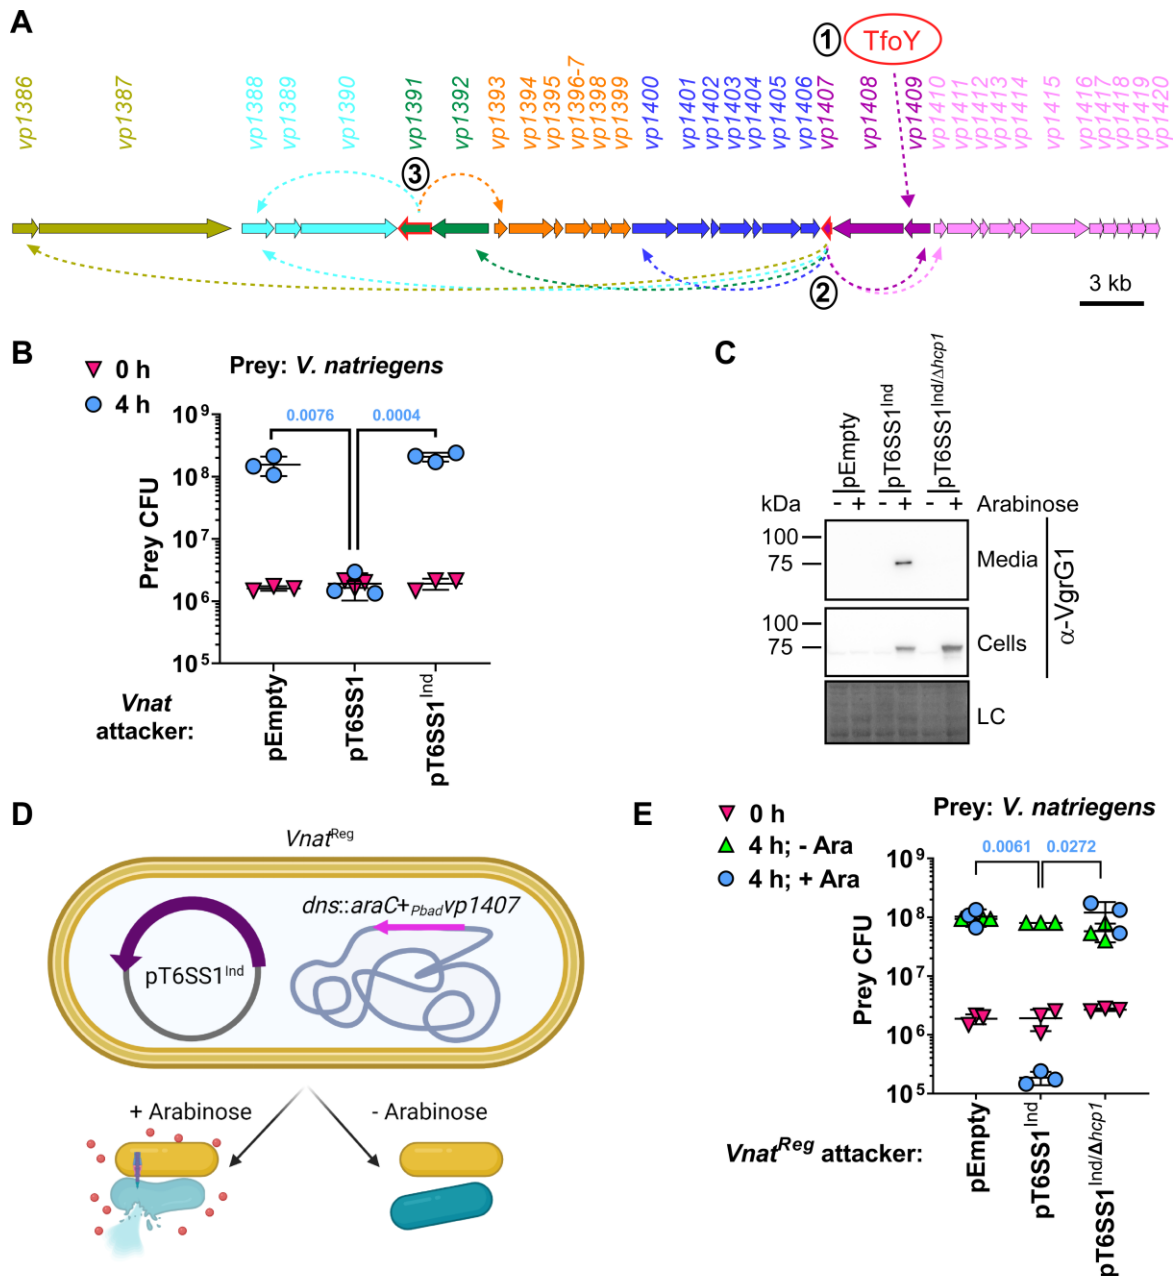 A
1 TfoY
vp1386 vp1387 vp1388 vp1389 vp1390 vp1391 vp1392 vp1393 vp1394 vp1395 vp1396-7 vp1398 vp1399 vp1400 vp1401 vp1402 vp1403 vp1404 vp1405 vp1406 vp1407 vp1408 vp1409 vp1410 vp1411 vp1412 vp1413 vp1414 vp1415 vp1416 vp1417 vp1418 vp1419 vp1420
3
2
3 kb
B
0 h
4 h
Prey: V. natriegens
0.0076 0.0004
Prey CFU
10⁹
10⁸
10⁷
10⁶
10⁵
Vnat
attacker:
pEmpty
pT6SS1
pT6SS1ᴵⁿᵈ
C
pEmpty
pT6SS1ᴵⁿᵈ
pT6SS1ᴵⁿᵈ/Δhcp1
kDa - + - + - + Arabinose
100
75
Media
100
75
Cells
α-VgrG1
LC
D
Vnatᴿᵉᵍ
dns::araC+Pbadvp1407
pT6SS1ᴵⁿᵈ
+ Arabinose - Arabinose
E
0 h
4 h; - Ara
4 h; + Ara
Prey: V. natriegens
0.0061 0.0272
Prey CFU
10⁹
10⁸
10⁷
10⁶
10⁵
Vnatᴿᵉᵍ attacker:
pEmpty
pT6SS1ᴵⁿᵈ
pT6SS1ᴵⁿᵈ/Δhcp1